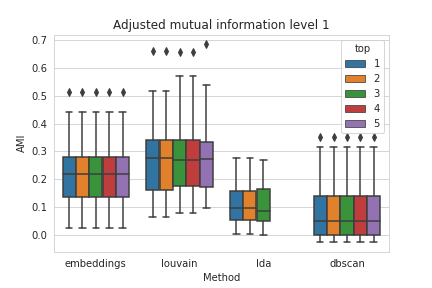 Adjusted mutual information level 1
0.7
0.6
0.5
0.4
0.3
0.2
0.1
0.0
AMI
top
1
2
3
4
5
embeddings louvain lda dbscan
Method